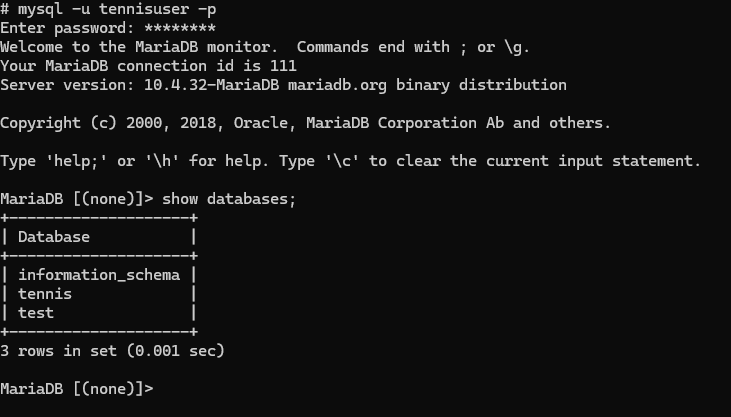 # mysql -u tennisuser -p
Enter password: ********
Welcome to the MariaDB monitor.  Commands end with ; or \g.
Your MariaDB connection id is 111
Server version: 10.4.32-MariaDB mariadb.org binary distribution

Copyright (c) 2000, 2018, Oracle, MariaDB Corporation Ab and others.

Type 'help;' or '\h' for help. Type '\c' to clear the current input statement.

MariaDB [(none)]> show databases;
+--------------------+
| Database           |
+--------------------+
| information_schema |
| tennis             |
| test               |
+--------------------+
3 rows in set (0.001 sec)

MariaDB [(none)]>